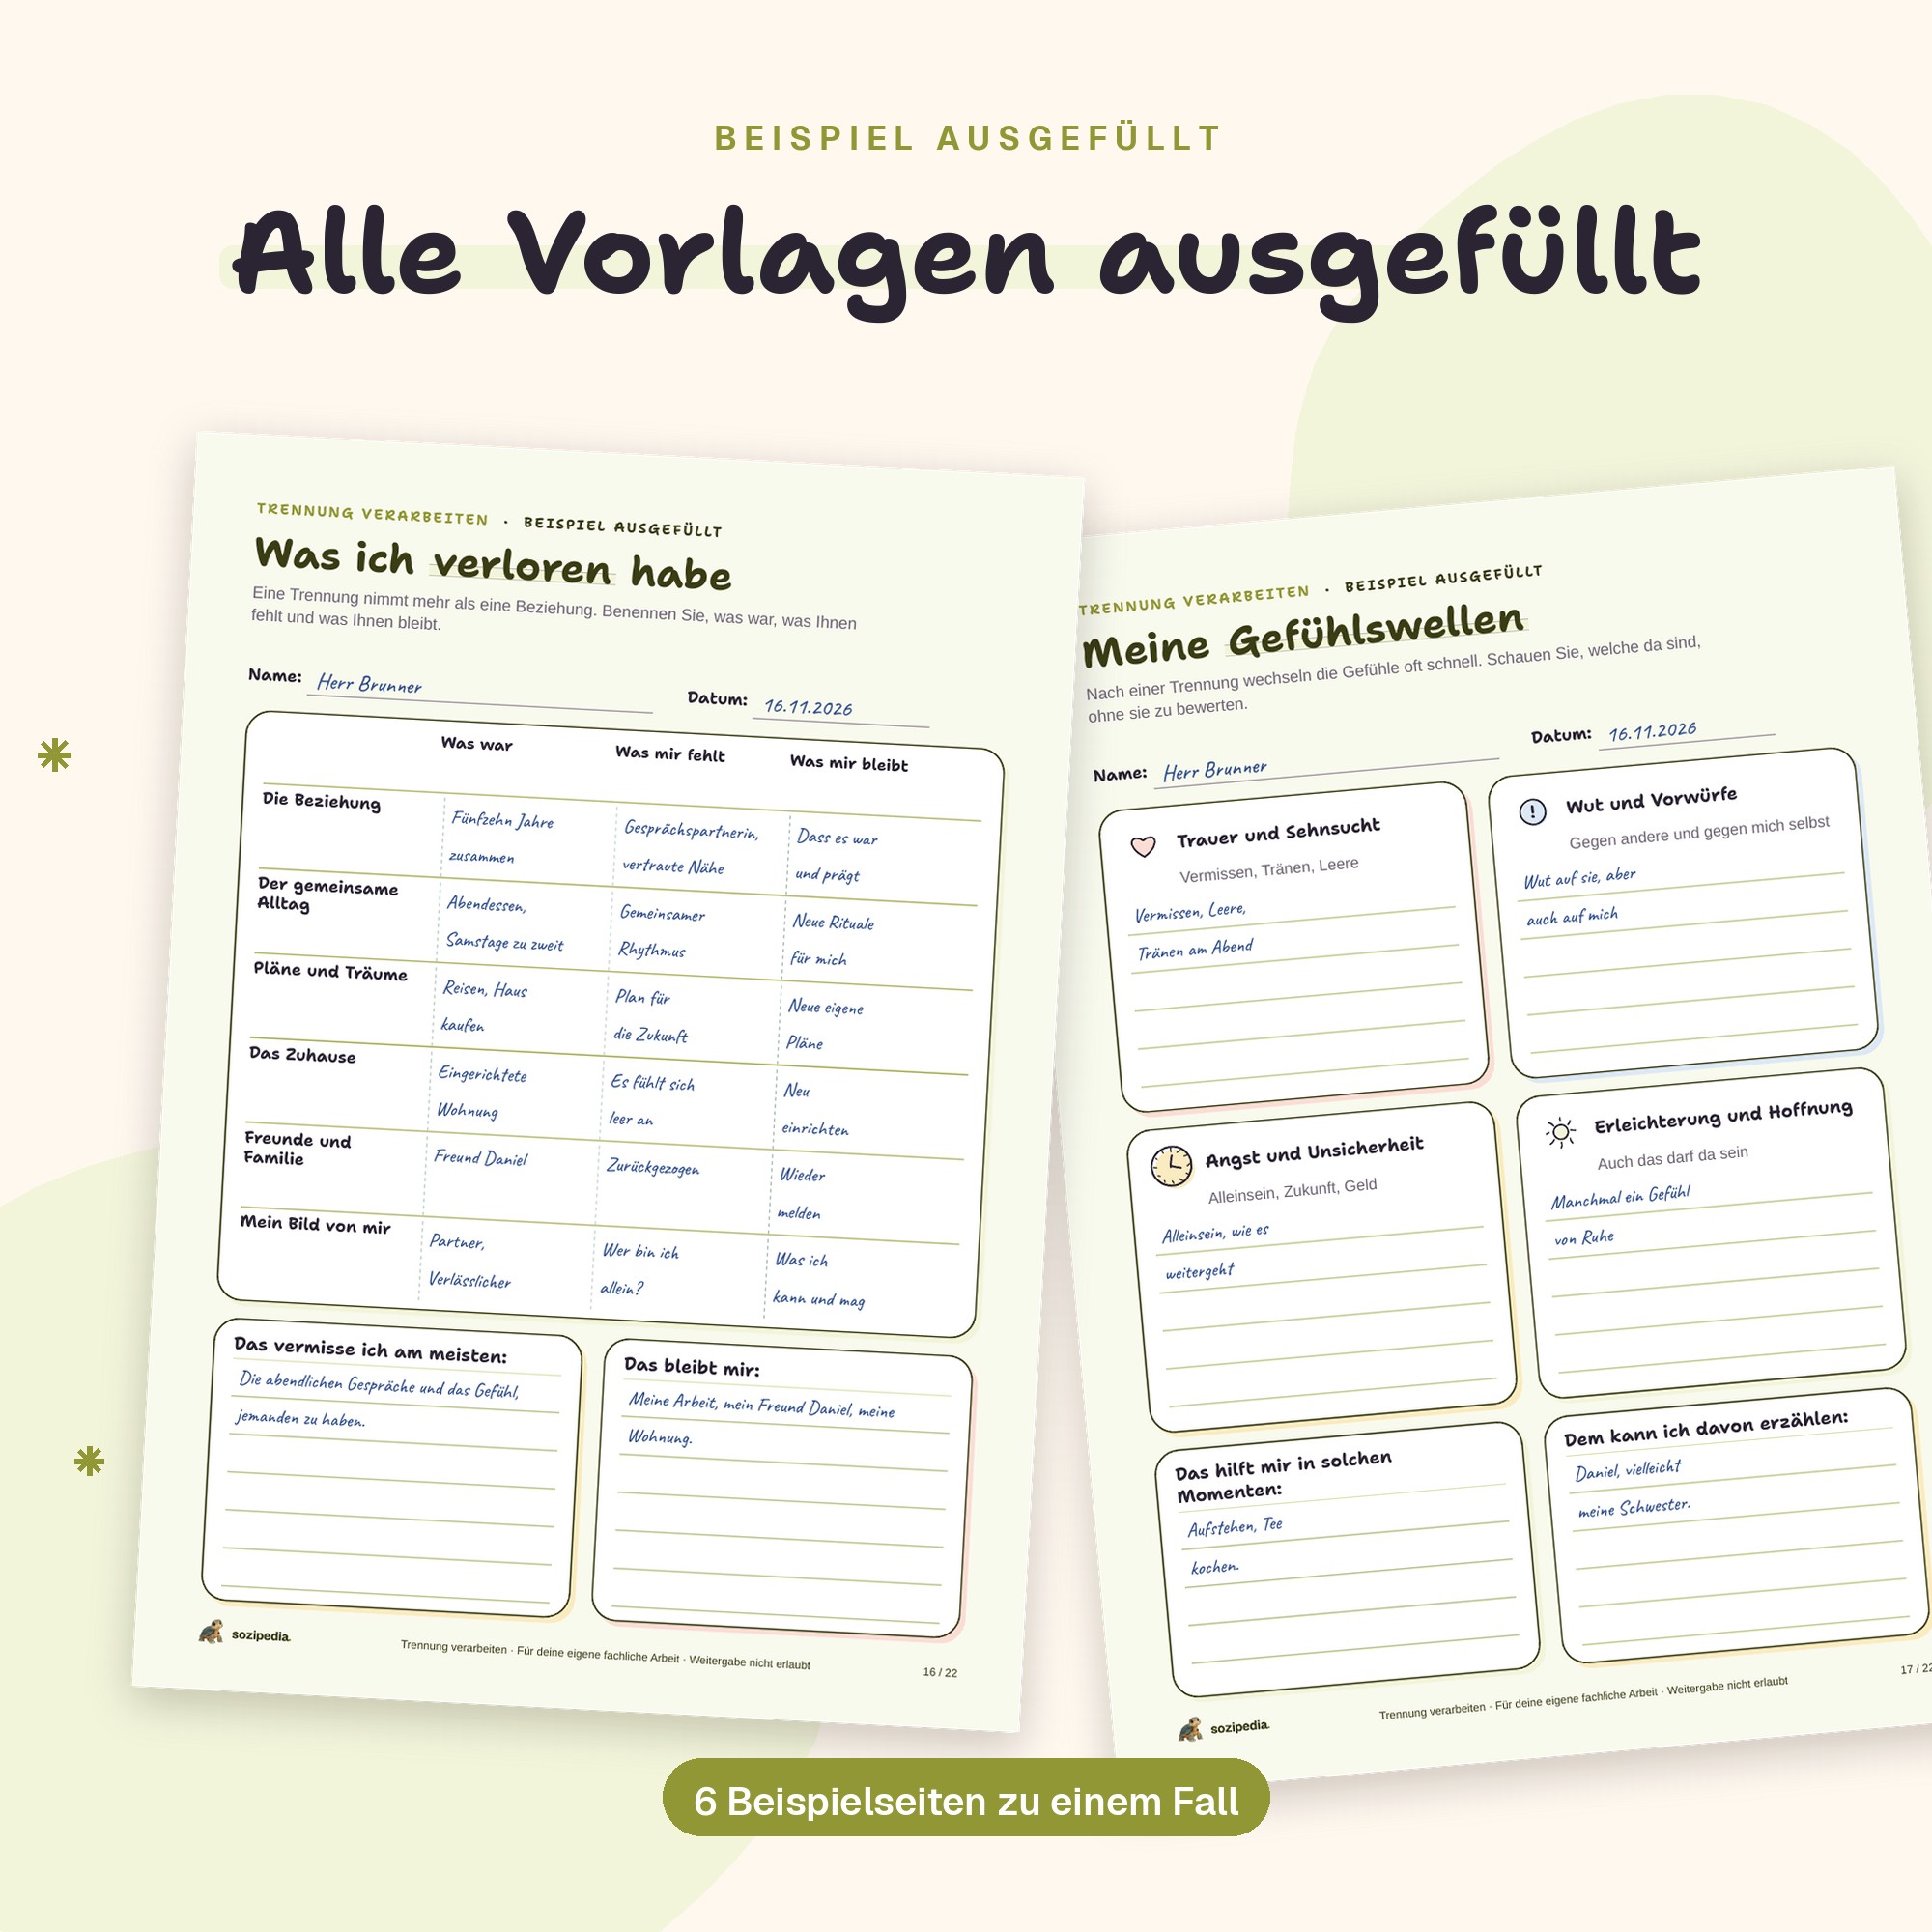 BEISPIEL AUSGEFÜLLT
Alle Vorlagen ausgefüllt
TRENNUNG VERARBEITEN · BEISPIEL AUSGEFÜLLT
Was ich verloren habe
Eine Trennung nimmt mehr als eine Beziehung. Benennen Sie, was war, was Ihnen
fehlt und was Ihnen bleibt.
Name: Herr Brunner Datum: 16.11.2026
Was war Was mir fehlt Was mir bleibt
Die Beziehung
Fünfzehn Jahre
zusammen
Gesprächspartnerin,
vertraute Nähe
Dass es war
und prägt
Der gemeinsame
Alltag
Abendessen,
Samstage zu zweit
Gemeinsamer
Rhythmus
Neue Rituale
für mich
Pläne und Träume
Reisen, Haus
kaufen
Plan für
die Zukunft
Neue eigene
Pläne
Das Zuhause
Eingerichtete
Wohnung
Es fühlt sich
leer an
Neu
einrichten
Freunde und
Familie
Freund Daniel
Zurückgezogen
Wieder
melden
Mein Bild von mir
Partner,
Verlässlicher
Wer bin ich
allein?
Was ich
kann und mag
Das vermisse ich am meisten:
Die abendlichen Gespräche und das Gefühl,
jemanden zu haben.
Das bleibt mir:
Meine Arbeit, mein Freund Daniel, meine
Wohnung.
sozipedia.
Trennung verarbeiten · Für deine eigene fachliche Arbeit · Weitergabe nicht erlaubt
16 / 22
TRENNUNG VERARBEITEN · BEISPIEL AUSGEFÜLLT
Meine Gefühlswellen
Nach einer Trennung wechseln die Gefühle oft schnell. Schauen Sie, welche da sind,
ohne sie zu bewerten.
Name: Herr Brunner Datum: 16.11.2026
Trauer und Sehnsucht
Vermissen, Tränen, Leere
Vermissen, Leere,
Tränen am Abend
Wut und Vorwürfe
Gegen andere und gegen mich selbst
Wut auf sie, aber
auch auf mich
Angst und Unsicherheit
Alleinsein, Zukunft, Geld
Alleinsein, wie es
weitergeht
Erleichterung und Hoffnung
Auch das darf da sein
Manchmal ein Gefühl
von Ruhe
Das hilft mir in solchen
Momenten:
Aufstehen, Tee
kochen.
Dem kann ich davon erzählen:
Daniel, vielleicht
meine Schwester.
sozipedia.
Trennung verarbeiten · Für deine eigene fachliche Arbeit · Weitergabe nicht erlaubt
17 / 22
6 Beispielseiten zu einem Fall